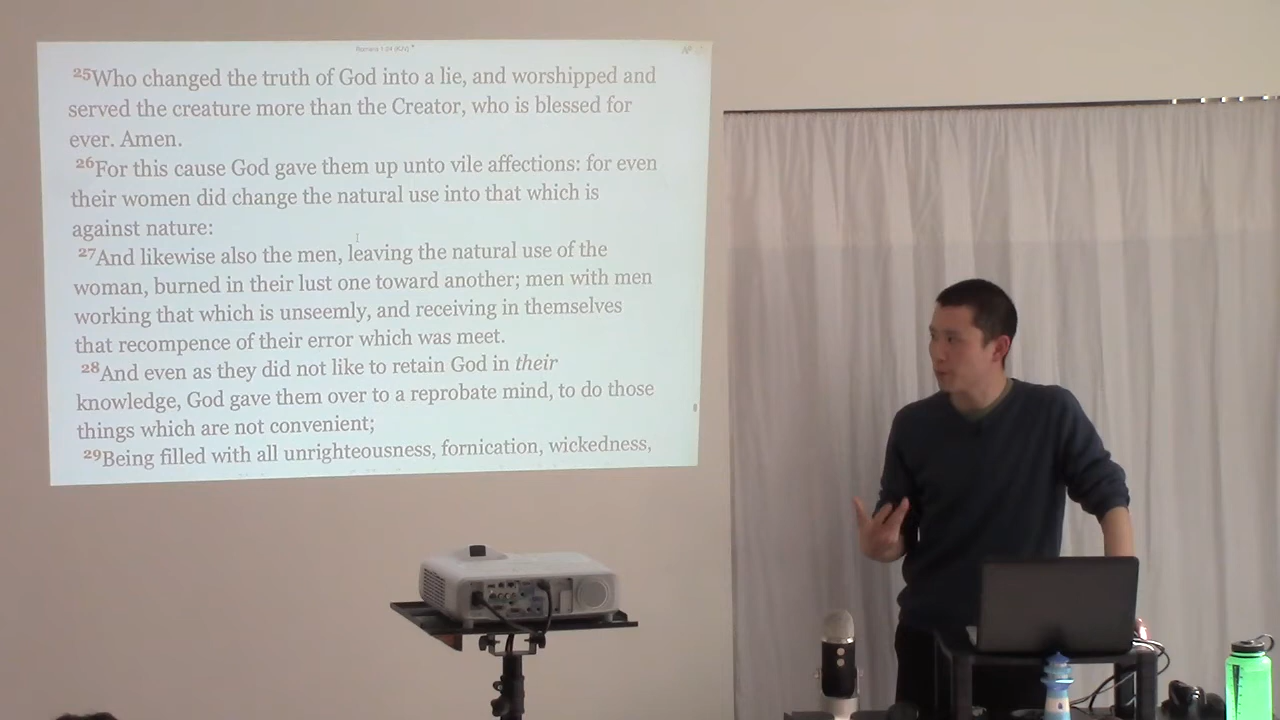 Romans 1:24 (KJV)
25Who changed the truth of God into a lie, and worshipped and
served the creature more than the Creator, who is blessed for
ever. Amen.
26For this cause God gave them up unto vile affections: for even
their women did change the natural use into that which is
against nature:
27And likewise also the men, leaving the natural use of the
woman, burned in their lust one toward another; men with men
working that which is unseemly, and receiving in themselves
that recompence of their error which was meet.
28And even as they did not like to retain God in their
knowledge, God gave them over to a reprobate mind, to do those
things which are not convenient;
29Being filled with all unrighteousness, fornication, wickedness,